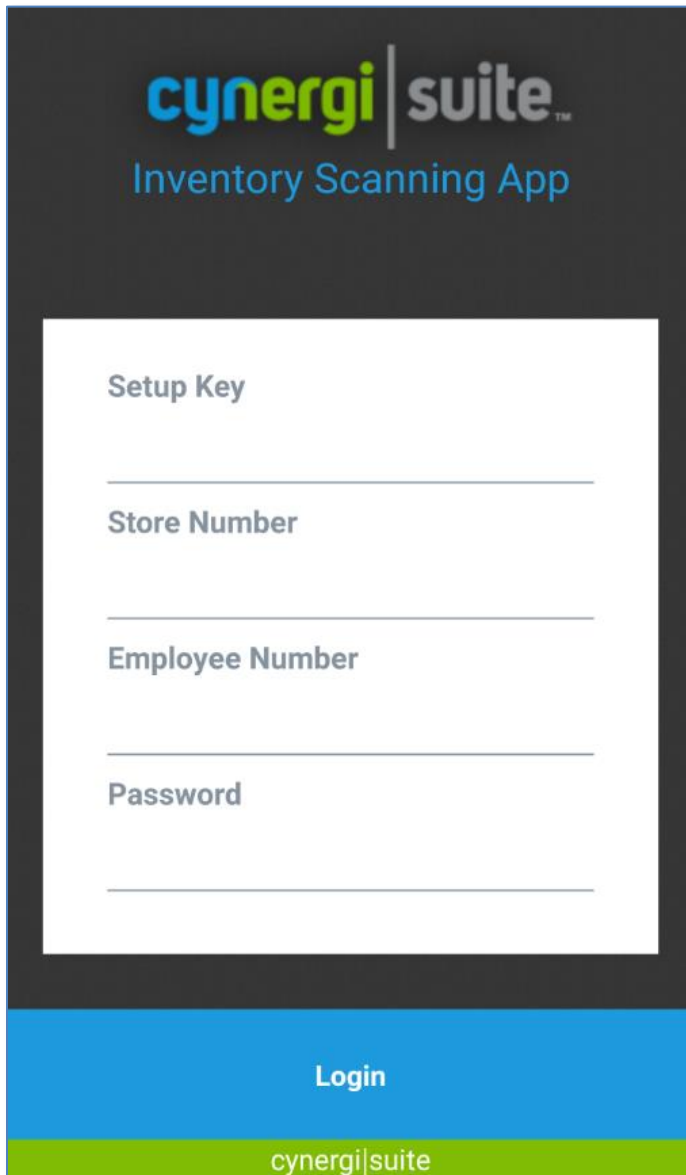 cynergi|suite™
Inventory Scanning App
Setup Key
Store Number
Employee Number
Password
Login
cynergi|suite